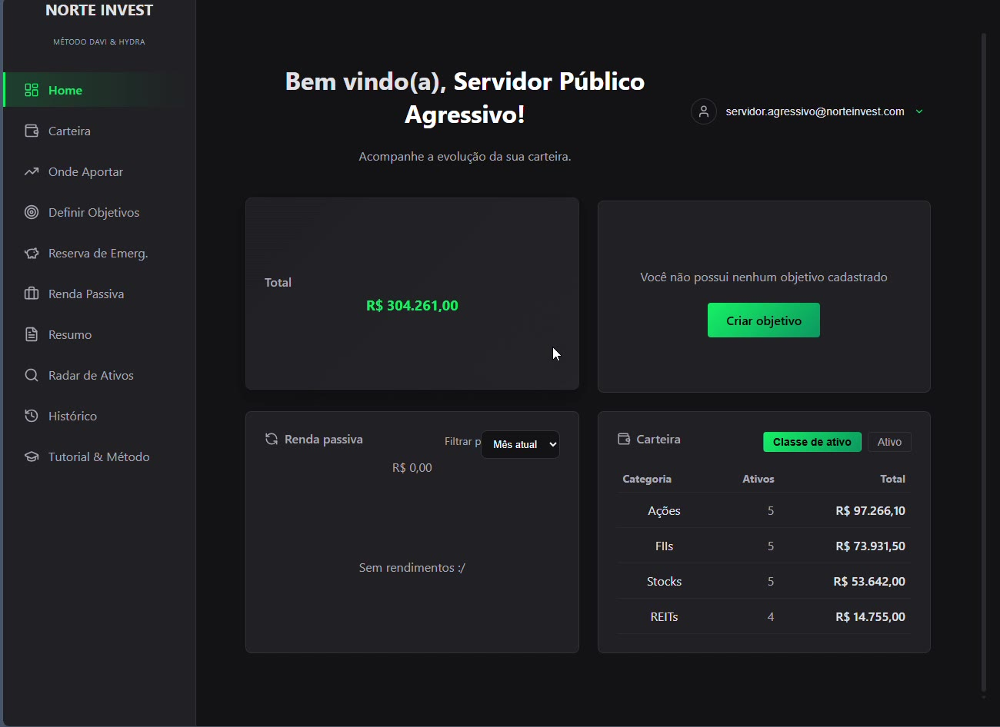 NORTE INVEST
MÉTODO DAVI & HYDRA
Home
Carteira
Onde Aportar
Definir Objetivos
Reserva de Emerg.
Renda Passiva
Resumo
Radar de Ativos
Histórico
Tutorial & Método
Bem vindo(a), Servidor Público
Agressivo!
Acompanhe a evolução da sua carteira.
servidor.agressivo@norteinvest.com
Total
R$ 304.261,00
Você não possui nenhum objetivo cadastrado
Criar objetivo
Renda passiva
Filtrar p
Mês atual
R$ 0,00
Sem rendimentos :/
Carteira
Classe de ativo
Ativo
Categoria Ativos Total
Ações 5 R$ 97.266,10
FIIs 5 R$ 73.931,50
Stocks 5 R$ 53.642,00
REITs 4 R$ 14.755,00